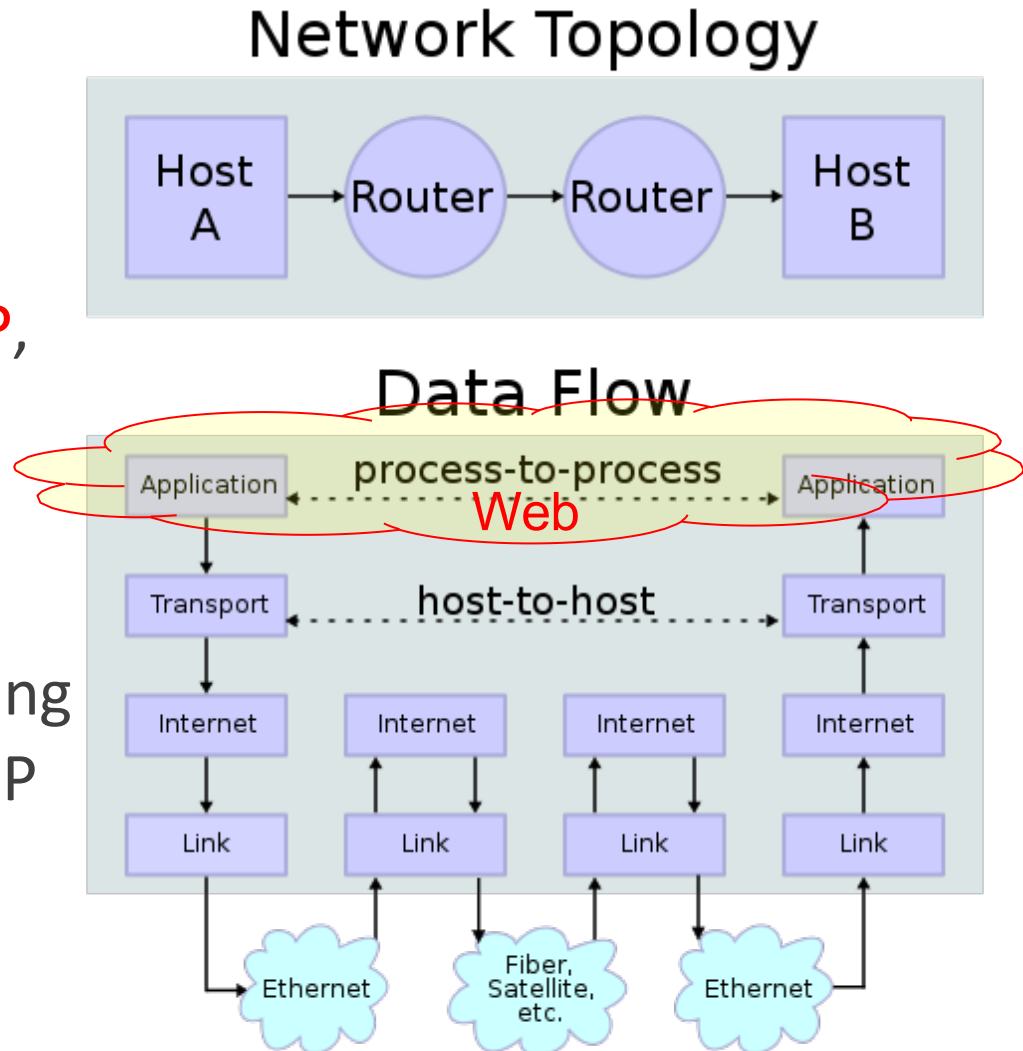 Network Topology
Host
A
Router
Router
Host
B
,
Data Flow
process-to-process
Application
Application
Web
host-to-host
Transport
Transport
ng
Internet
Internet
Internet
Internet
P
Link
Link
Link
Link
Ethernet
Fiber,
Satellite,
etc.
Ethernet